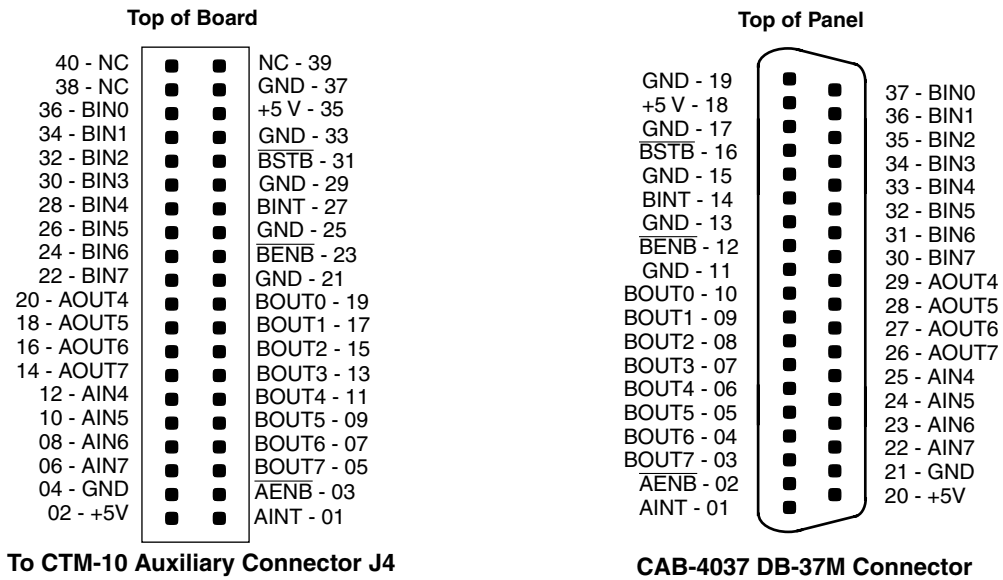 Top of Board
40 - NC
38 - NC
36 - BIN0
34 - BIN1
32 - BIN2
30 - BIN3
28 - BIN4
26 - BIN5
24 - BIN6
22 - BIN7
20 - AOUT4
18 - AOUT5
16 - AOUT6
14 - AOUT7
12 - AIN4
10 - AIN5
08 - AIN6
06 - AIN7
04 - GND
02 - +5V
NC - 39
GND - 37
+5 V - 35
GND - 33
B̅S̅T̅B̅ - 31
GND - 29
BINT - 27
GND - 25
B̅E̅N̅B̅ - 23
GND - 21
BOUT0 - 19
BOUT1 - 17
BOUT2 - 15
BOUT3 - 13
BOUT4 - 11
BOUT5 - 09
BOUT6 - 07
BOUT7 - 05
A̅E̅N̅B̅ - 03
AINT - 01
To CTM-10 Auxiliary Connector J4
Top of Panel
GND - 19
+5 V - 18
GND - 17
B̅S̅T̅B̅ - 16
GND - 15
BINT - 14
GND - 13
B̅E̅N̅B̅ - 12
GND - 11
BOUT0 - 10
BOUT1 - 09
BOUT2 - 08
BOUT3 - 07
BOUT4 - 06
BOUT5 - 05
BOUT6 - 04
BOUT7 - 03
A̅E̅N̅B̅ - 02
AINT - 01
37 - BIN0
36 - BIN1
35 - BIN2
34 - BIN3
33 - BIN4
32 - BIN5
31 - BIN6
30 - BIN7
29 - AOUT4
28 - AOUT5
27 - AOUT6
26 - AOUT7
25 - AIN4
24 - AIN5
23 - AIN6
22 - AIN7
21 - GND
20 - +5V
CAB-4037 DB-37M Connector